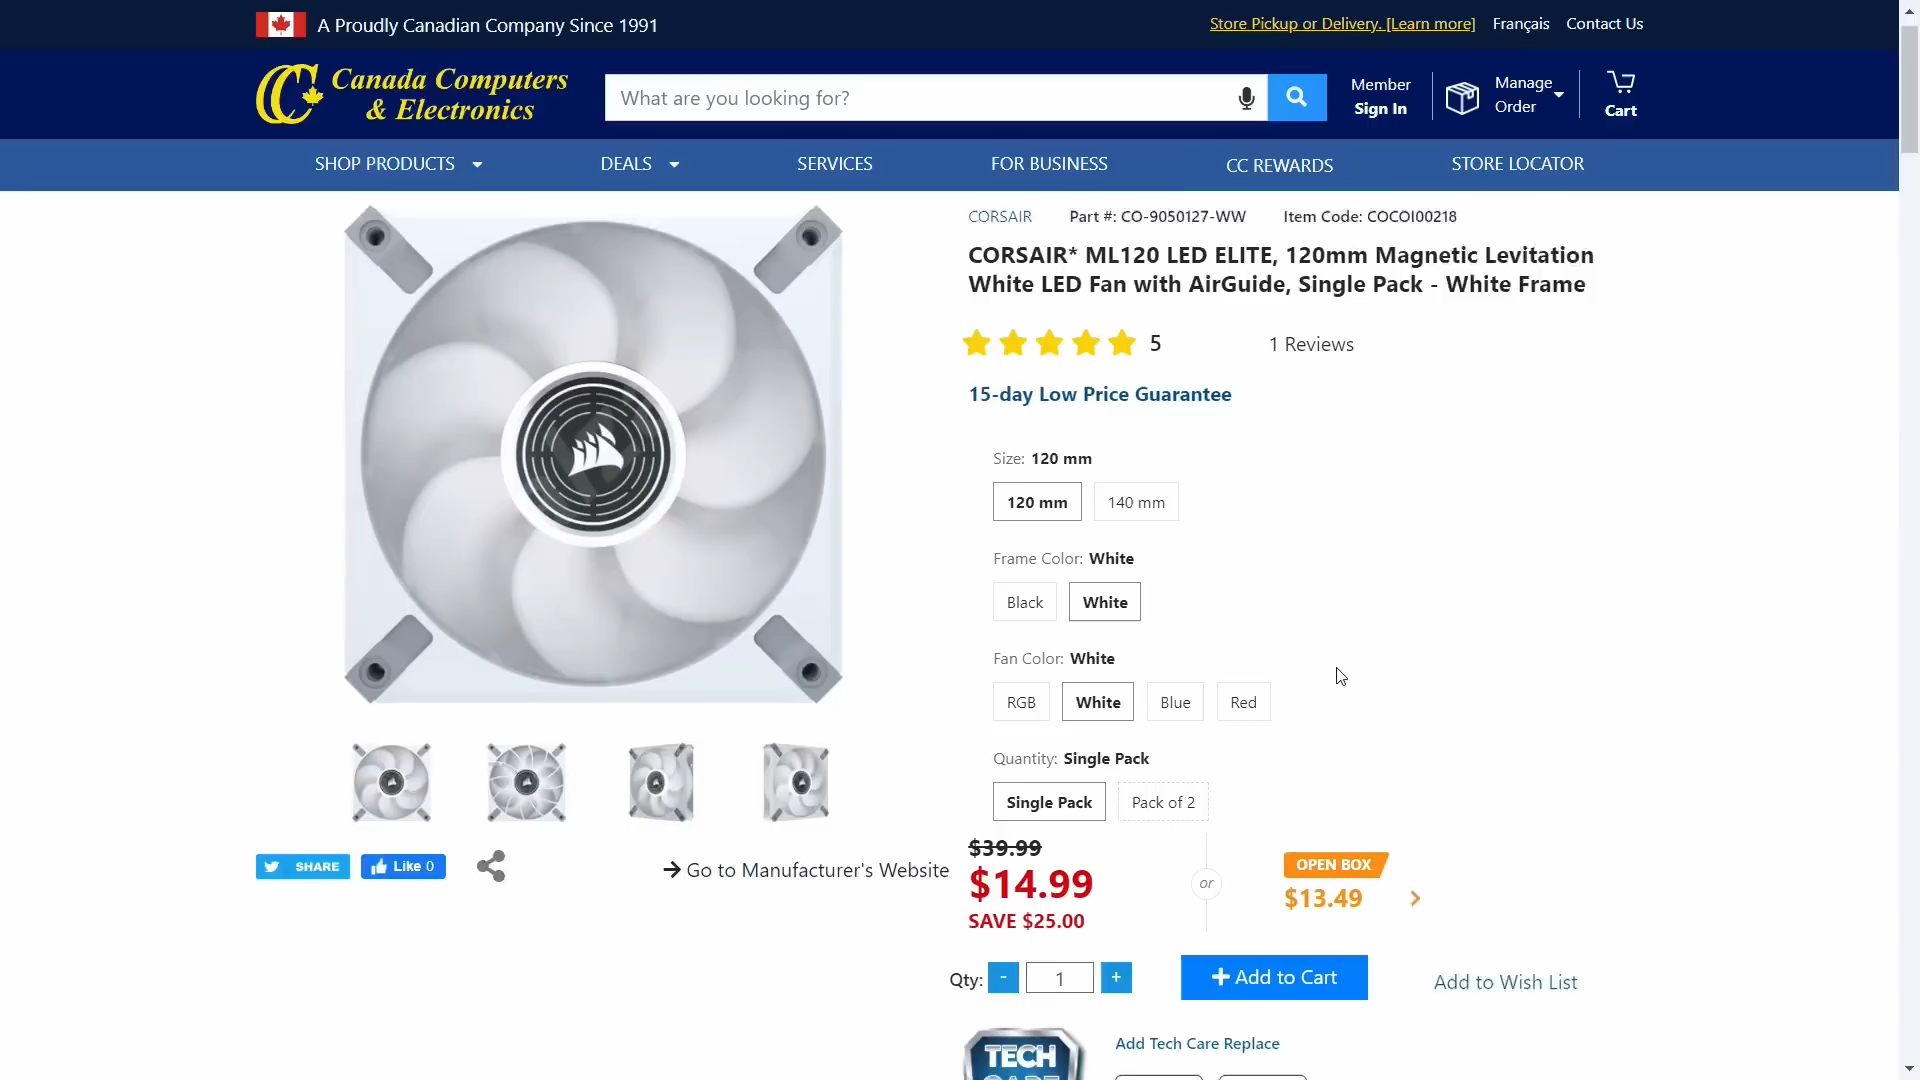 A Proudly Canadian Company Since 1991
Store Pickup or Delivery. [Learn more]
Français
Contact Us
Canada Computers
& Electronics
What are you looking for?
Member
Sign In
Manage
Order
Cart
SHOP PRODUCTS
DEALS
SERVICES
FOR BUSINESS
CC REWARDS
STORE LOCATOR
CORSAIR
Part #: CO-9050127-WW
Item Code: COCOI00218
CORSAIR* ML120 LED ELITE, 120mm Magnetic Levitation
White LED Fan with AirGuide, Single Pack - White Frame
5
1 Reviews
15-day Low Price Guarantee
Size: 120 mm
120 mm
140 mm
Frame Color: White
Black
White
Fan Color: White
RGB
White
Blue
Red
Quantity: Single Pack
Single Pack
Pack of 2
SHARE
Like 0
Go to Manufacturer's Website
$39.99
$14.99
SAVE $25.00
or
OPEN BOX
$13.49
Qty:
-
1
+
Add to Cart
Add to Wish List
TECH
CARE
Add Tech Care Replace